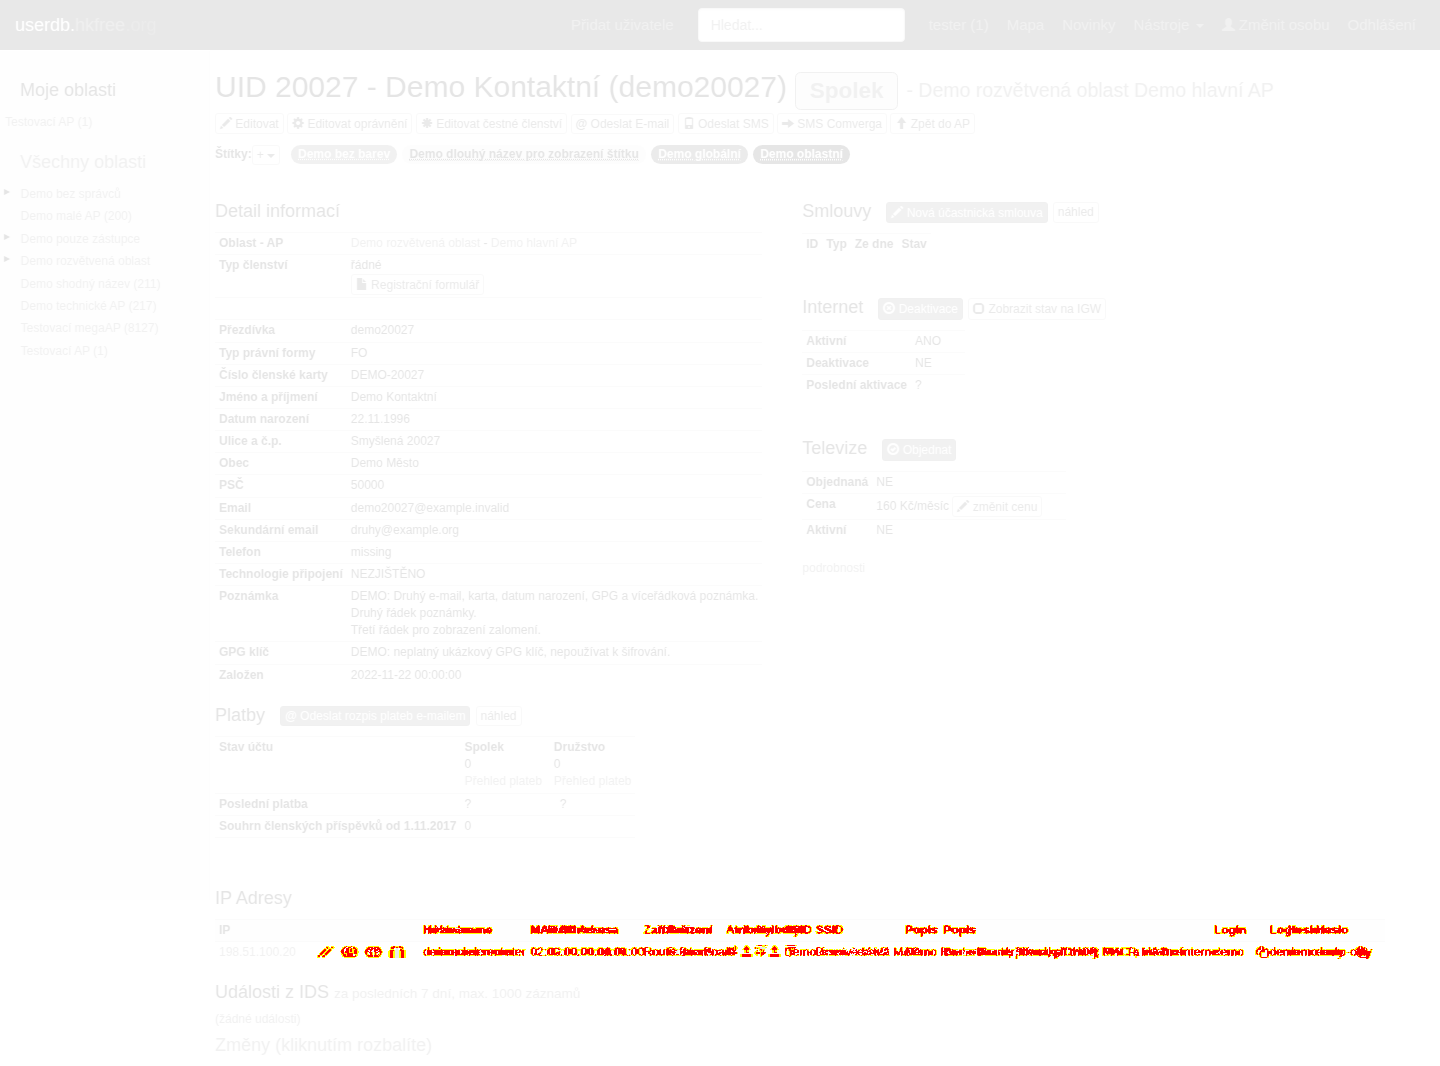 userdb.hkfree.org Přidat uživatele Hledat... tester (1) Mapa Novinky Nástroje Změnit osobu Odhlášení
Moje oblasti
Testovací AP (1)
Všechny oblasti
Demo bez správců
Demo malé AP (200)
Demo pouze zástupce
Demo rozvětvená oblast
Demo shodný název (211)
Demo technické AP (217)
Testovací megaAP (8127)
Testovací AP (1)
UID 20027 - Demo Kontaktní (demo20027) Spolek - Demo rozvětvená oblast Demo hlavní AP
Editovat Editovat oprávnění Editovat čestné členství @ Odeslat E-mail Odeslat SMS SMS Comverga Zpět do AP
Štítky: + Demo bez barev Demo dlouhý název pro zobrazení štítku Demo globální Demo oblastní
Detail informací
Oblast - AP Demo rozvětvená oblast - Demo hlavní AP
Typ členství řádné
Registrační formulář
Přezdívka demo20027
Typ právní formy FO
Číslo členské karty DEMO-20027
Jméno a příjmení Demo Kontaktní
Datum narození 22.11.1996
Ulice a č.p. Smyšlená 20027
Obec Demo Město
PSČ 50000
Email demo20027@example.invalid
Sekundární email druhy@example.org
Telefon missing
Technologie připojení NEZJIŠTĚNO
Poznámka DEMO: Druhý e-mail, karta, datum narození, GPG a víceřádková poznámka.
Druhý řádek poznámky.
Třetí řádek pro zobrazení zalomení.
GPG klíč DEMO: neplatný ukázkový GPG klíč, nepoužívat k šifrování.
Založen 2022-11-22 00:00:00
Smlouvy Nová účastnická smlouva náhled
ID Typ Ze dne Stav
Internet Deaktivace Zobrazit stav na IGW
Aktivní ANO
Deaktivace NE
Poslední aktivace ?
Televize Objednat
Objednaná NE
Cena 160 Kč/měsíc změnit cenu
Aktivní NE
podrobnosti
Platby @ Odeslat rozpis plateb e-mailem náhled
Stav účtu Spolek Družstvo
0 0
Přehled plateb Přehled plateb
Poslední platba ? ?
Souhrn členských příspěvků od 1.11.2017 0
IP Adresy
IP SSID Popis Popis Login
198.51.100.20
Události z IDS za posledních 7 dní, max. 1000 záznamů
(žádné události)
Změny (kliknutím rozbalíte)